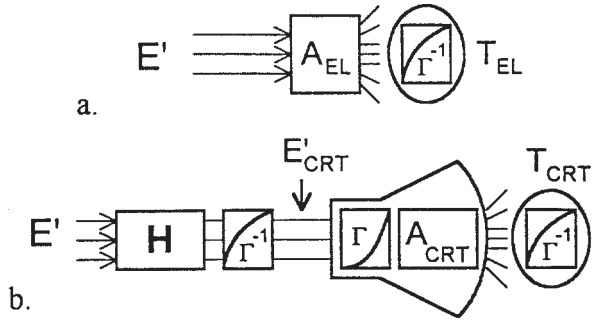 E' A_EL Γ⁻¹ T_EL
a.
E'_CRT T_CRT
E' H Γ⁻¹ Γ A_CRT Γ⁻¹
b.